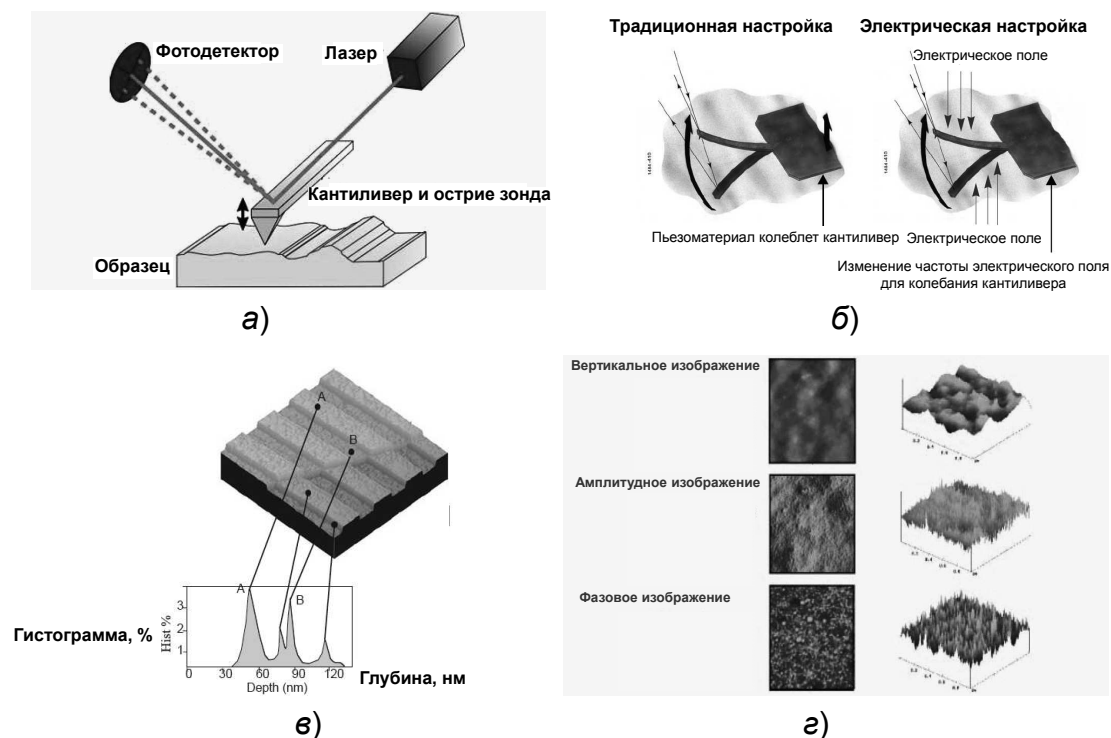 Фотодетектор
Лазер
Кантиливер и острие зонда
Образец
а)
Традиционная настройка
Электрическая настройка
Электрическое поле
Пьезоматериал колеблет кантиливер
Электрическое поле
Изменение частоты электрического поля
для колебания кантиливера
б)
A
B
A
B
Гистограмма, %
Hist %
3
2
1
0 30 60 90 120
Depth (nm)
Глубина, нм
в)
Вертикальное изображение
Амплитудное изображение
Фазовое изображение
г)